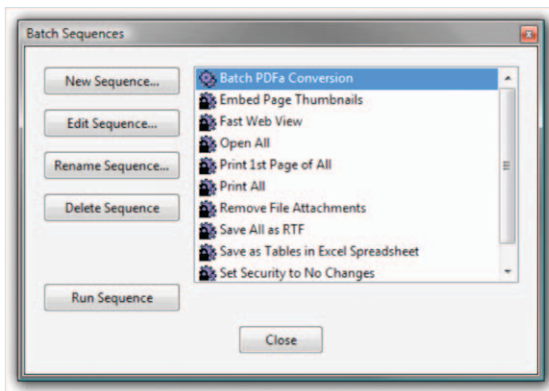 Batch Sequences
New Sequence...
Edit Sequence...
Rename Sequence...
Delete Sequence
Run Sequence
Batch PDFa Conversion
Embed Page Thumbnails
Fast Web View
Open All
Print 1st Page of All
Print All
Remove File Attachments
Save All as RTF
Save as Tables in Excel Spreadsheet
Set Security to No Changes
Close